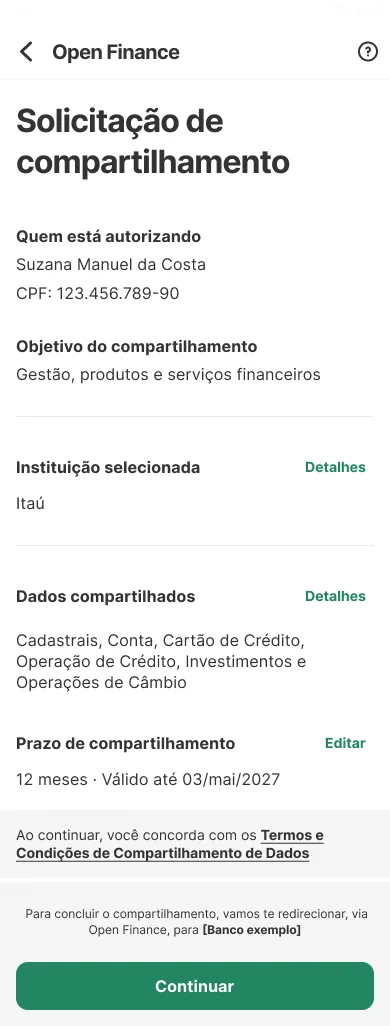 Open Finance
Solicitação de
compartilhamento
Quem está autorizando
Suzana Manuel da Costa
CPF: 123.456.789-90
Objetivo do compartilhamento
Gestão, produtos e serviços financeiros
Instituição selecionada Detalhes
Itaú
Dados compartilhados Detalhes
Cadastrais, Conta, Cartão de Crédito,
Operação de Crédito, Investimentos e
Operações de Câmbio
Prazo de compartilhamento Editar
12 meses · Válido até 03/mai/2027
Ao continuar, você concorda com os Termos e
Condições de Compartilhamento de Dados
Para concluir o compartilhamento, vamos te redirecionar, via
Open Finance, para [Banco exemplo]
Continuar